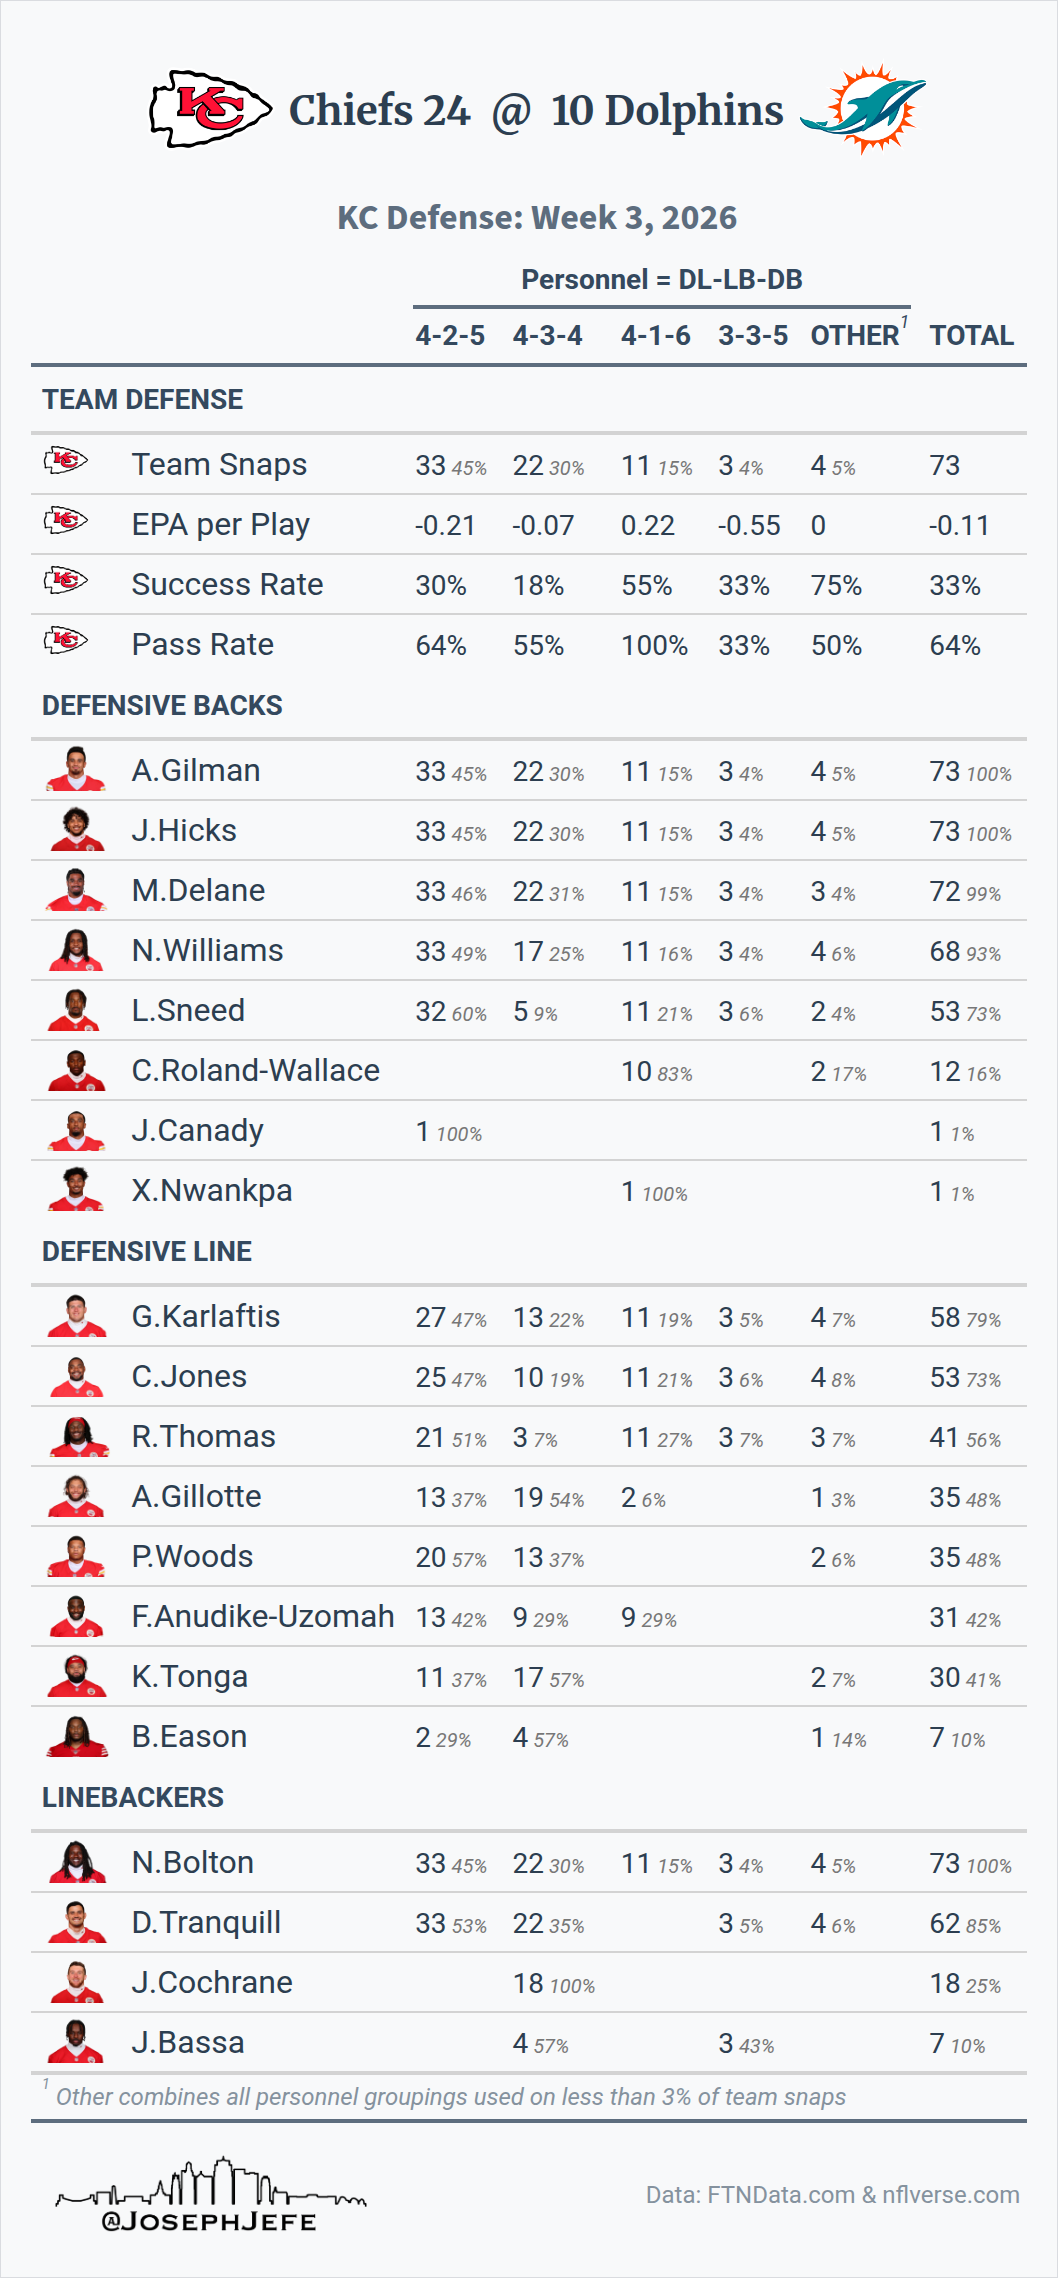 KC Chiefs 24 @ 10 Dolphins
KC Defense: Week 3, 2026
Personnel = DL-LB-DB
4-2-5 4-3-4 4-1-6 3-3-5 OTHER1 TOTAL
TEAM DEFENSE
KC Team Snaps 33 45% 22 30% 11 15% 3 4% 4 5% 73
KC EPA per Play -0.21 -0.07 0.22 -0.55 0 -0.11
KC Success Rate 30% 18% 55% 33% 75% 33%
KC Pass Rate 64% 55% 100% 33% 50% 64%
DEFENSIVE BACKS
A.Gilman 33 45% 22 30% 11 15% 3 4% 4 5% 73 100%
J.Hicks 33 45% 22 30% 11 15% 3 4% 4 5% 73 100%
M.Delane 33 46% 22 31% 11 15% 3 4% 3 4% 72 99%
N.Williams 33 49% 17 25% 11 16% 3 4% 4 6% 68 93%
L.Sneed 32 60% 5 9% 11 21% 3 6% 2 4% 53 73%
C.Roland-Wallace 10 83% 2 17% 12 16%
J.Canady 1 100% 1 1%
X.Nwankpa 1 100% 1 1%
DEFENSIVE LINE
G.Karlaftis 27 47% 13 22% 11 19% 3 5% 4 7% 58 79%
C.Jones 25 47% 10 19% 11 21% 3 6% 4 8% 53 73%
R.Thomas 21 51% 3 7% 11 27% 3 7% 3 7% 41 56%
A.Gillotte 13 37% 19 54% 2 6% 1 3% 35 48%
P.Woods 20 57% 13 37% 2 6% 35 48%
F.Anudike-Uzomah 13 42% 9 29% 9 29% 31 42%
K.Tonga 11 37% 17 57% 2 7% 30 41%
B.Eason 2 29% 4 57% 1 14% 7 10%
LINEBACKERS
N.Bolton 33 45% 22 30% 11 15% 3 4% 4 5% 73 100%
D.Tranquill 33 53% 22 35% 3 5% 4 6% 62 85%
J.Cochrane 18 100% 18 25%
J.Bassa 4 57% 3 43% 7 10%
1 Other combines all personnel groupings used on less than 3% of team snaps
@JOSEPHJEFE
Data: FTNData.com & nflverse.com